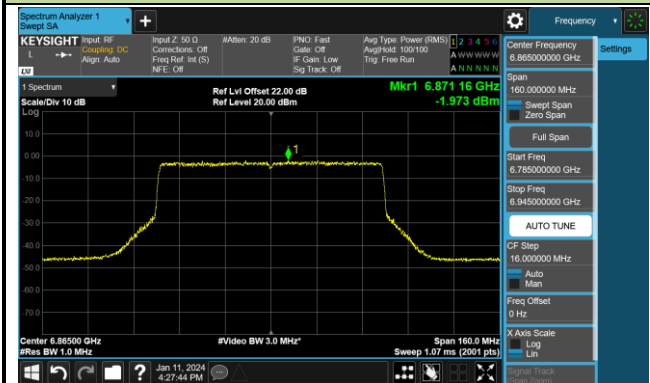 Spectrum Analyzer 1
Swept SA
+
Frequency
KEYSIGHT
Input: RF
Coupling: DC
Align: Auto
Input Z: 50 Ω
Corrections: Off
Freq Ref: Int (S)
NFE: Off
#Atten: 20 dB
PNO: Fast
Gate: Off
IF Gain: Low
Sig Track: Off
Avg Type: Power (RMS)
Avg|Hold: 100/100
Trig: Free Run
1 2 3 4 5 6
A W W W W W
A N N N N N
L
LXI
1 Spectrum
Scale/Div 10 dB
Log
Ref Lvl Offset 22.00 dB
Ref Level 20.00 dBm
Mkr1 6.871 16 GHz
-1.973 dBm
10.0
0.00
-10.0
-20.0
-30.0
-40.0
-50.0
-60.0
-70.0
1
Center 6.86500 GHz
#Res BW 1.0 MHz
#Video BW 3.0 MHz*
Span 160.0 MHz
Sweep 1.07 ms (2001 pts)
Center Frequency
6.865000000 GHz
Settings
Span
160.000000 MHz
Swept Span
Zero Span
Full Span
Start Freq
6.785000000 GHz
Stop Freq
6.945000000 GHz
AUTO TUNE
CF Step
16.000000 MHz
Auto
Man
Freq Offset
0 Hz
X Axis Scale
Log
Lin
Signal Track
(Span Zoom)
?
Jan 11, 2024
4:27:44 PM